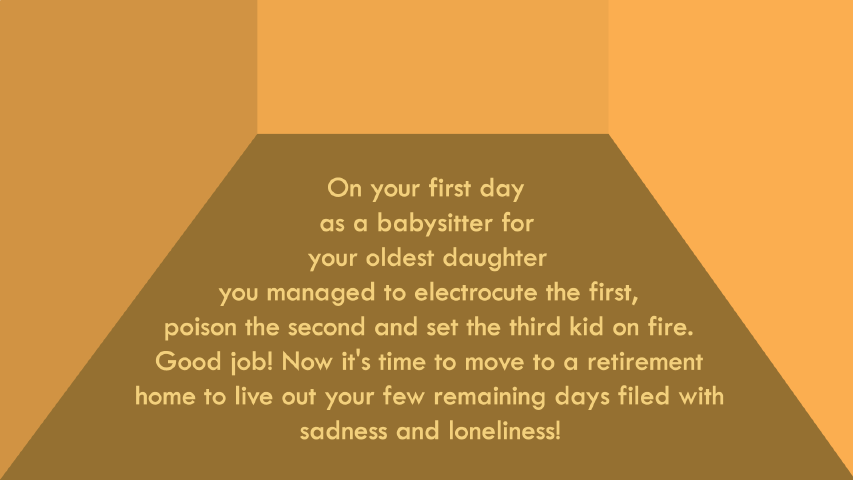 On your first day
as a babysitter for
your oldest daughter
you managed to electrocute the first,
poison the second and set the third kid on fire.
Good job! Now it's time to move to a retirement
home to live out your few remaining days filed with
sadness and loneliness!